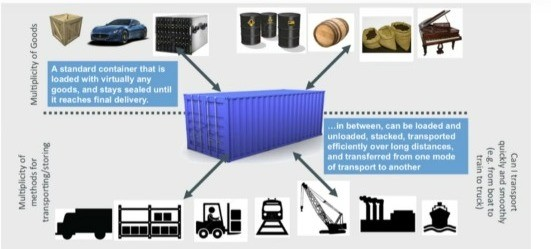 Multiplicity of Goods
A standard container that is
loaded with virtually any
goods, and stays sealed until
it reaches final delivery.
...in between, can be loaded and
unloaded, stacked, transported
efficiently over long distances,
and transferred from one mode
of transport to another
Multiplicity of
methods for
transporting/storing
Can I transport
quickly and smoothly
(e.g. from boat to
train to truck)